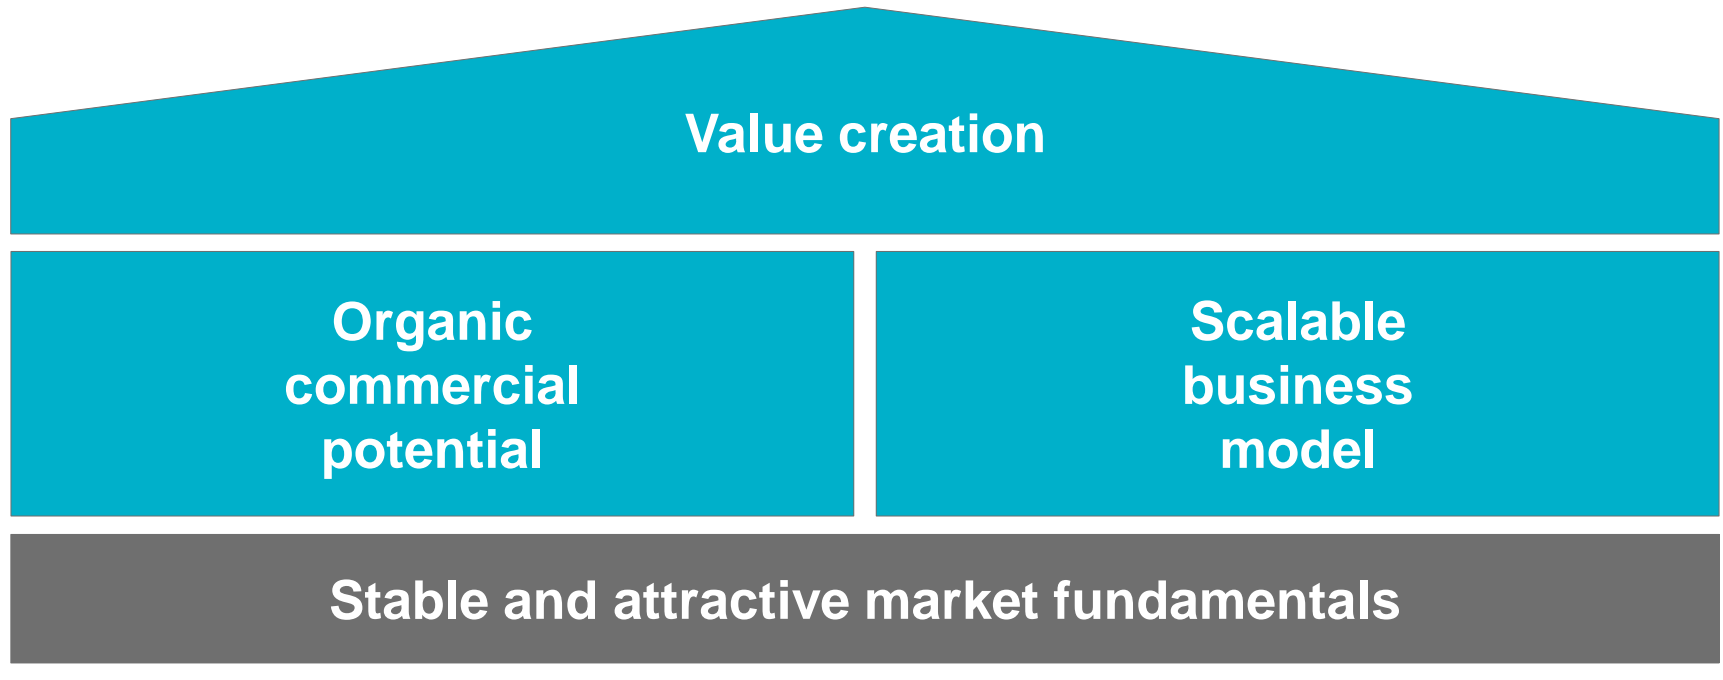 Value creation
Organic
commercial
potential
Scalable
business
model
Stable and attractive market fundamentals